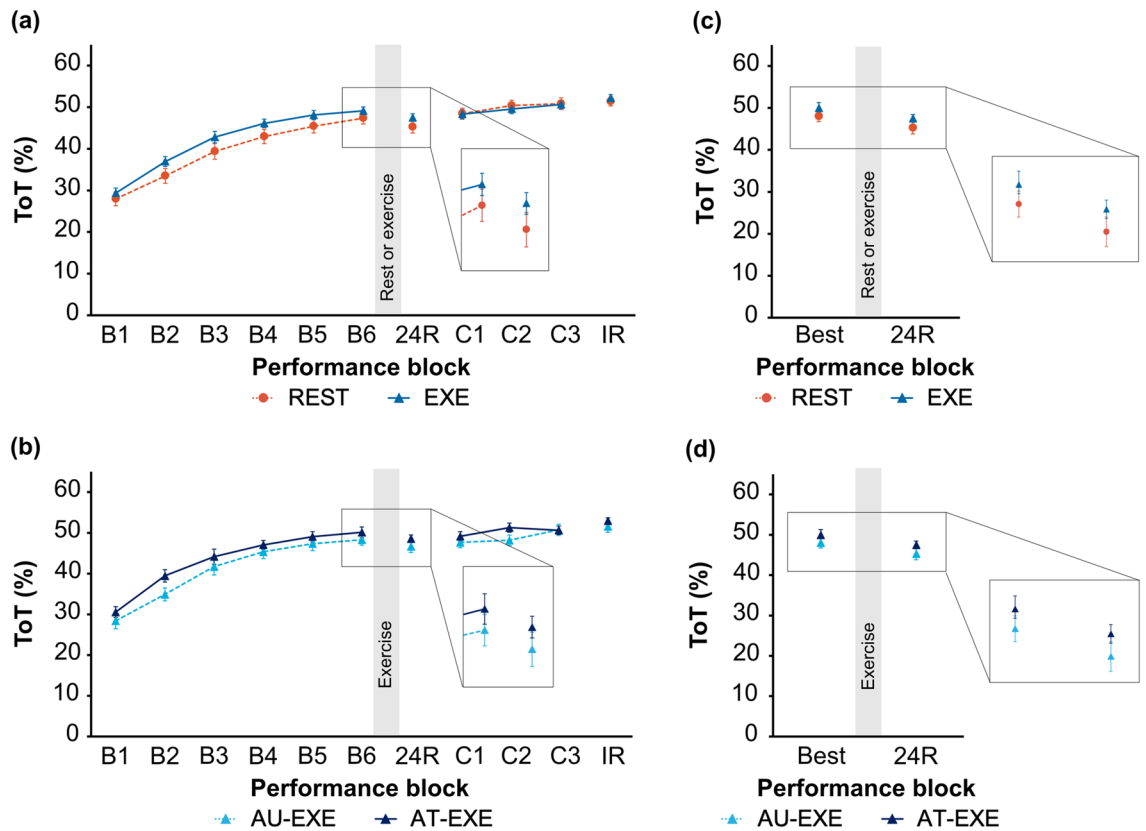 (a)
60
50
40
30
20
10
0
ToT (%)
Rest or exercise
B1 B2 B3 B4 B5 B6 24R C1 C2 C3 IR
Performance block
REST EXE
(c)
60
50
40
30
20
10
0
ToT (%)
Rest or exercise
Best 24R
Performance block
REST EXE
(b)
60
50
40
30
20
10
0
ToT (%)
Exercise
B1 B2 B3 B4 B5 B6 24R C1 C2 C3 IR
Performance block
AU-EXE AT-EXE
(d)
60
50
40
30
20
10
0
ToT (%)
Exercise
Best 24R
Performance block
AU-EXE AT-EXE